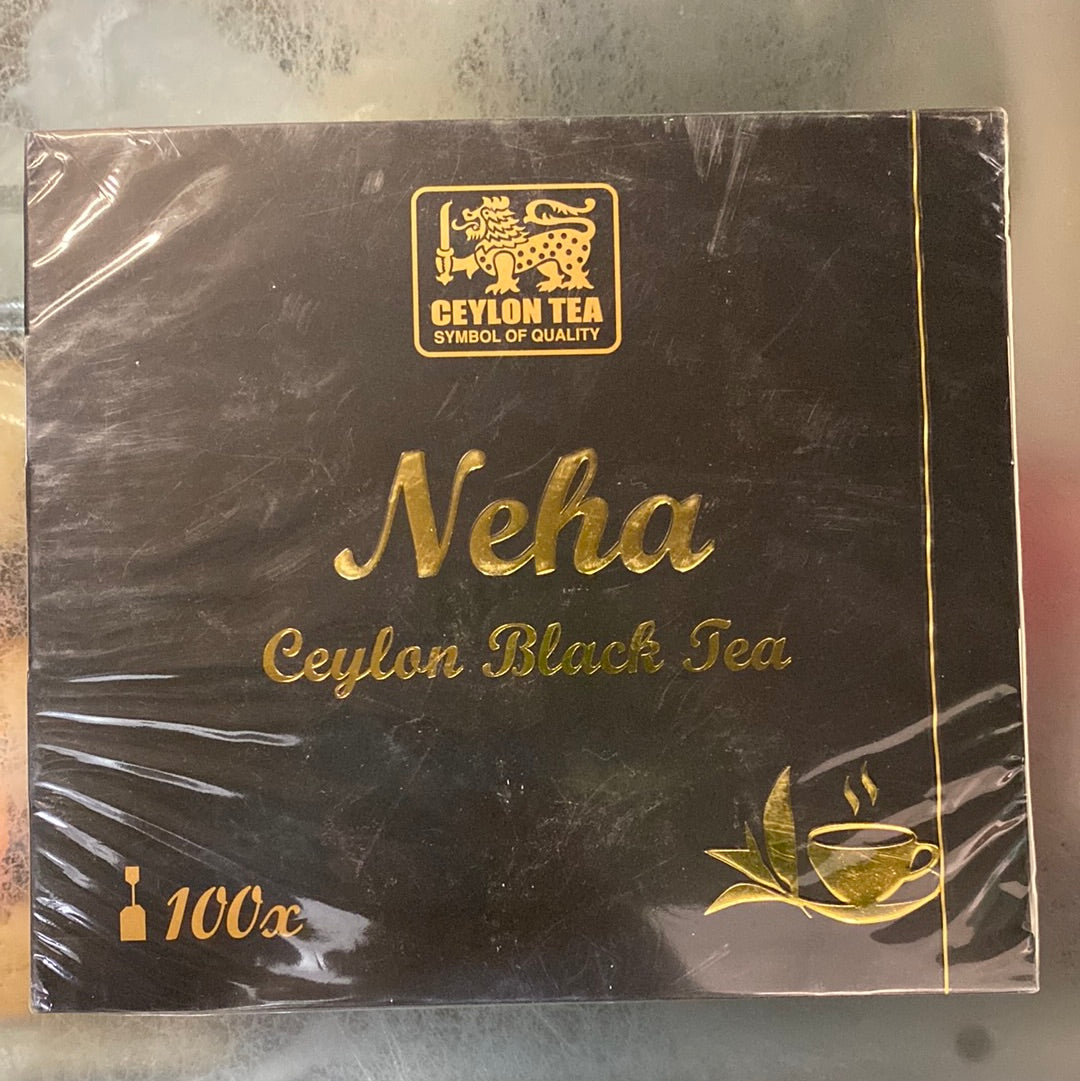 CEYLON TEA
SYMBOL OF QUALITY
Neha
Ceylon Black Tea
100x